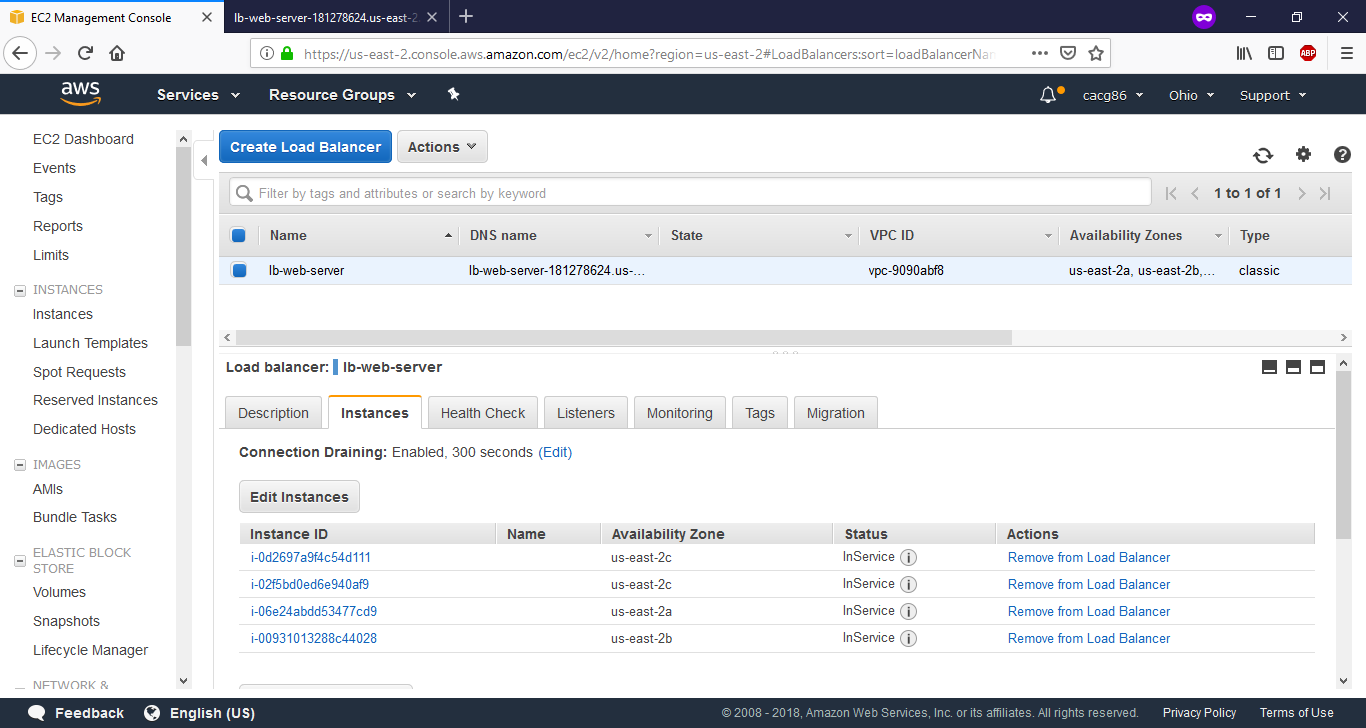 EC2 Management Console
lb-web-server-181278624.us-east-2.
https://us-east-2.console.aws.amazon.com/ec2/v2/home?region=us-east-2#LoadBalancers:sort=loadBalancerNam
ABP
aws Services Resource Groups cacg86 Ohio Support
EC2 Dashboard
Events
Tags
Reports
Limits
INSTANCES
Instances
Launch Templates
Spot Requests
Reserved Instances
Dedicated Hosts
IMAGES
AMIs
Bundle Tasks
ELASTIC BLOCK
STORE
Volumes
Snapshots
Lifecycle Manager
NETWORK &
Create Load Balancer Actions
Filter by tags and attributes or search by keyword 1 to 1 of 1
Name DNS name State VPC ID Availability Zones Type
lb-web-server lb-web-server-181278624.us-... vpc-9090abf8 us-east-2a, us-east-2b,... classic
Load balancer: lb-web-server
Description Instances Health Check Listeners Monitoring Tags Migration
Connection Draining: Enabled, 300 seconds (Edit)
Edit Instances
Instance ID Name Availability Zone Status Actions
i-0d2697a9f4c54d111 us-east-2c InService i Remove from Load Balancer
i-02f5bd0ed6e940af9 us-east-2c InService i Remove from Load Balancer
i-06e24abdd53477cd9 us-east-2a InService i Remove from Load Balancer
i-00931013288c44028 us-east-2b InService i Remove from Load Balancer
Feedback English (US) © 2008 - 2018, Amazon Web Services, Inc. or its affiliates. All rights reserved. Privacy Policy Terms of Use